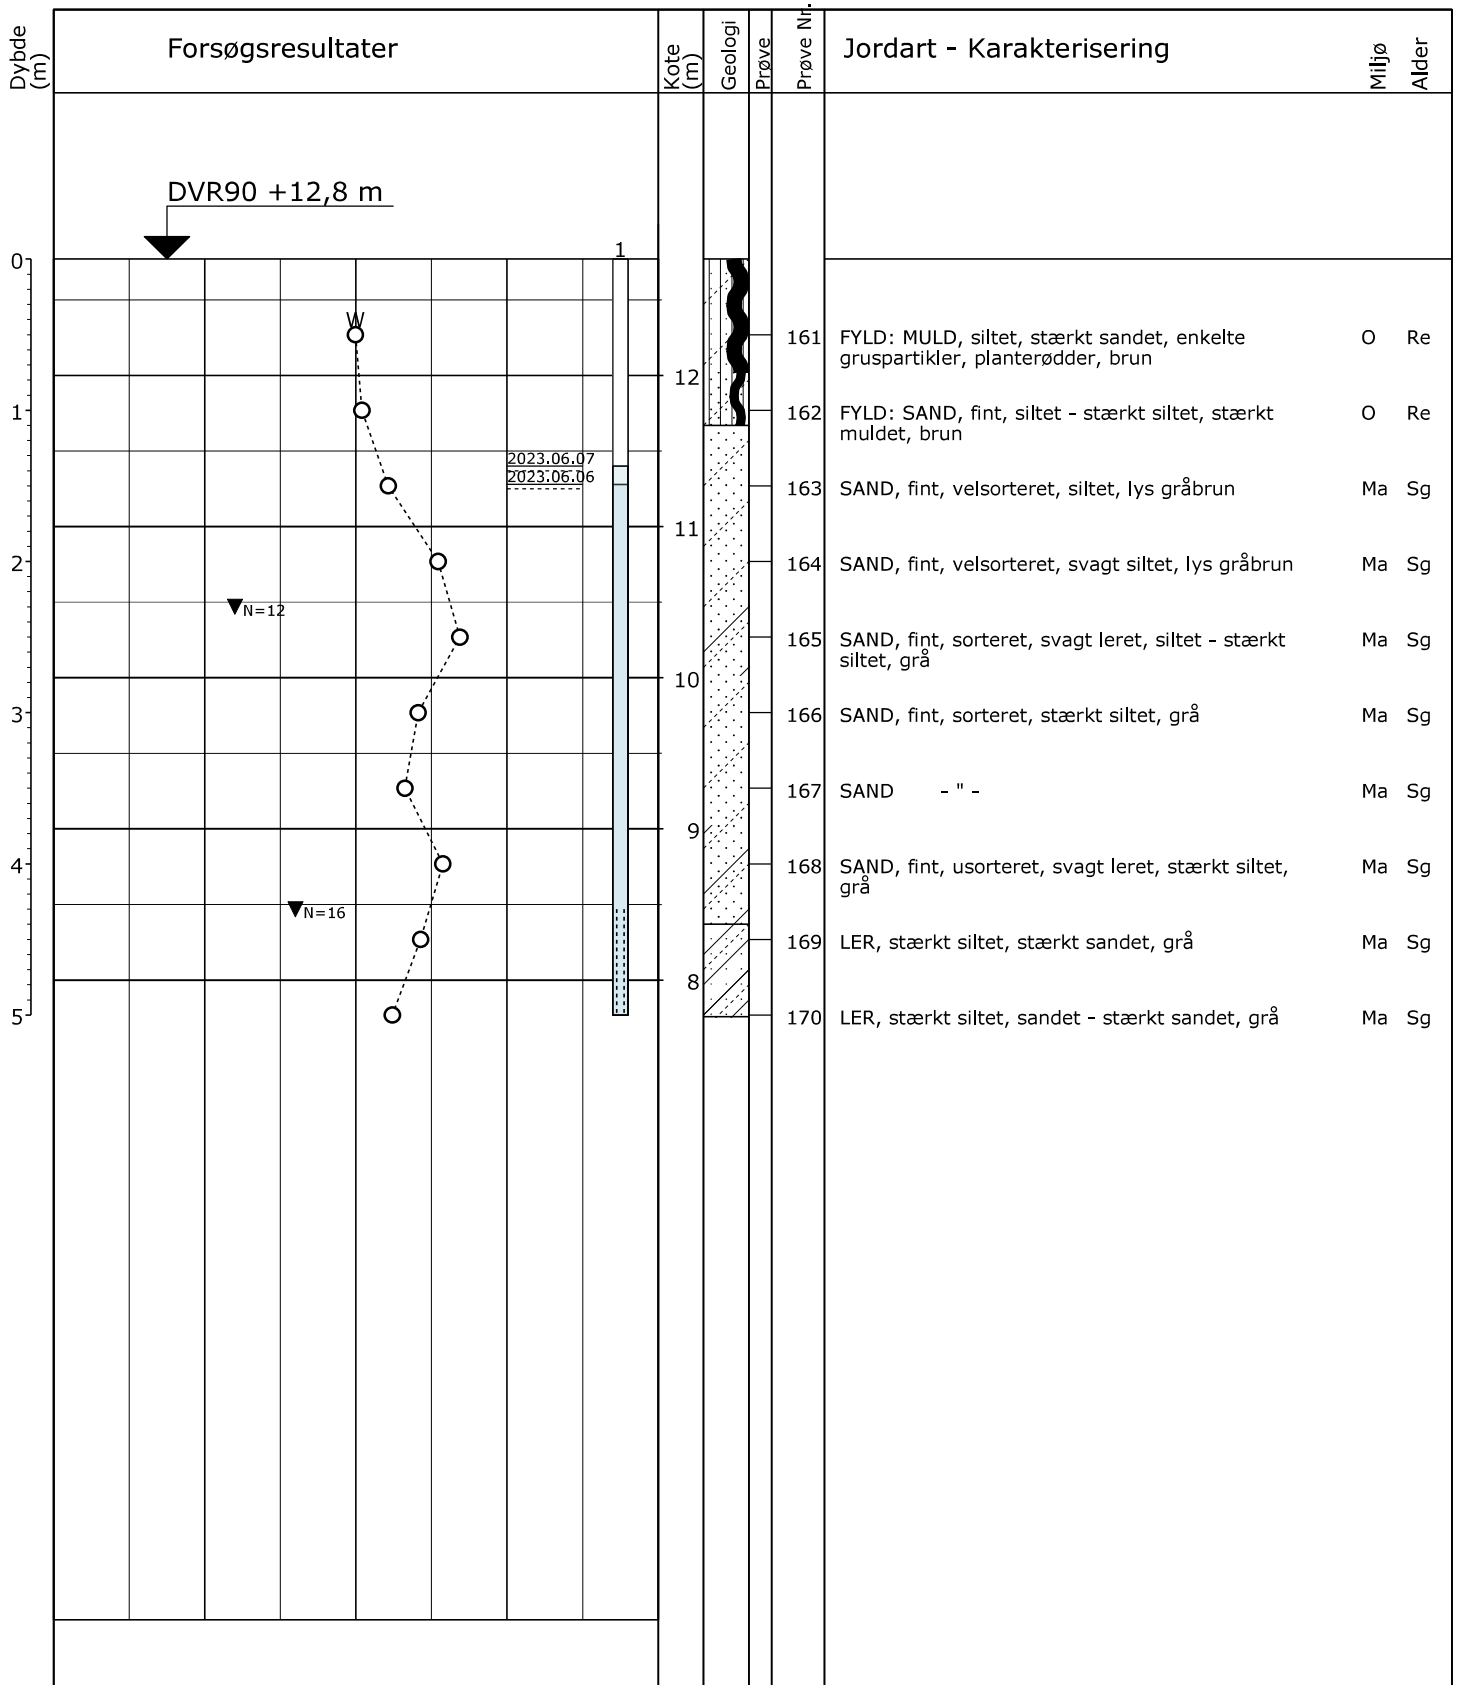 Dybde
(m)
Forsøgsresultater
Kote
(m)
Geologi
Prøve
Prøve Nr.
Jordart - Karakterisering
Miljø
Alder
DVR90 +12,8 m
0
1
W
161 FYLD: MULD, siltet, stærkt sandet, enkelte O Re
gruspartikler, planterødder, brun
12
1
162 FYLD: SAND, fint, siltet - stærkt siltet, stærkt O Re
muldet, brun
2023.06.07
2023.06.06
163 SAND, fint, velsorteret, siltet, lys gråbrun Ma Sg
11
2
164 SAND, fint, velsorteret, svagt siltet, lys gråbrun Ma Sg
N=12
165 SAND, fint, sorteret, svagt leret, siltet - stærkt Ma Sg
siltet, grå
10
3
166 SAND, fint, sorteret, stærkt siltet, grå Ma Sg
167 SAND - " - Ma Sg
9
4
168 SAND, fint, usorteret, svagt leret, stærkt siltet, Ma Sg
grå
N=16
169 LER, stærkt siltet, stærkt sandet, grå Ma Sg
8
5
170 LER, stærkt siltet, sandet - stærkt sandet, grå Ma Sg